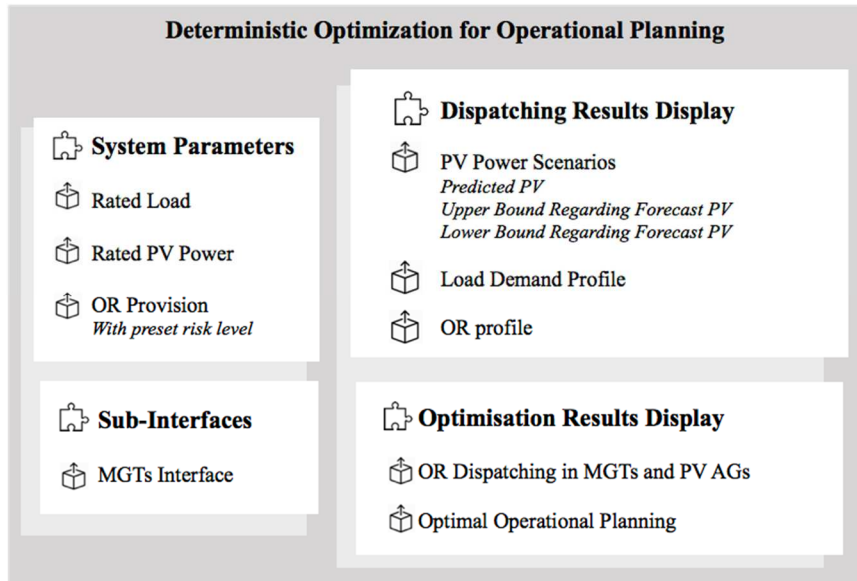 Deterministic Optimization for Operational Planning
System Parameters
Rated Load
Rated PV Power
OR Provision
With preset risk level
Sub-Interfaces
MGTs Interface
Dispatching Results Display
PV Power Scenarios
Predicted PV
Upper Bound Regarding Forecast PV
Lower Bound Regarding Forecast PV
Load Demand Profile
OR profile
Optimisation Results Display
OR Dispatching in MGTs and PV AGs
Optimal Operational Planning